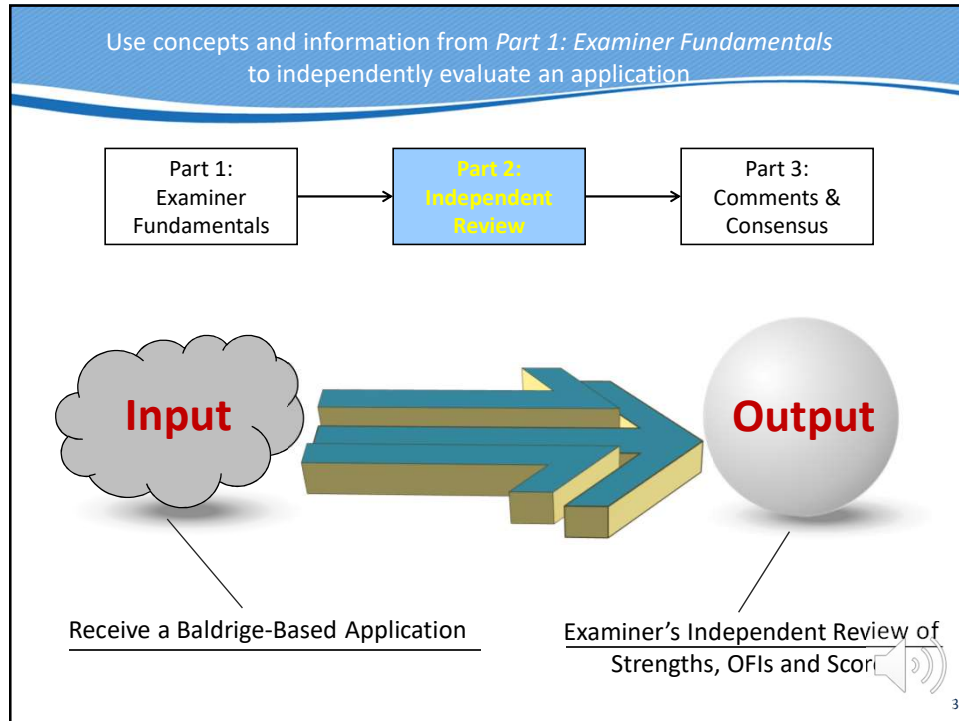 Use concepts and information from Part 1: Examiner Fundamentals
to independently evaluate an application
Part 1:
Examiner
Fundamentals
Part 2:
Independent
Review
Part 3:
Comments &
Consensus
Input
Output
Receive a Baldrige-Based Application
Examiner's Independent Review of
Strengths, OFIs and Score
3